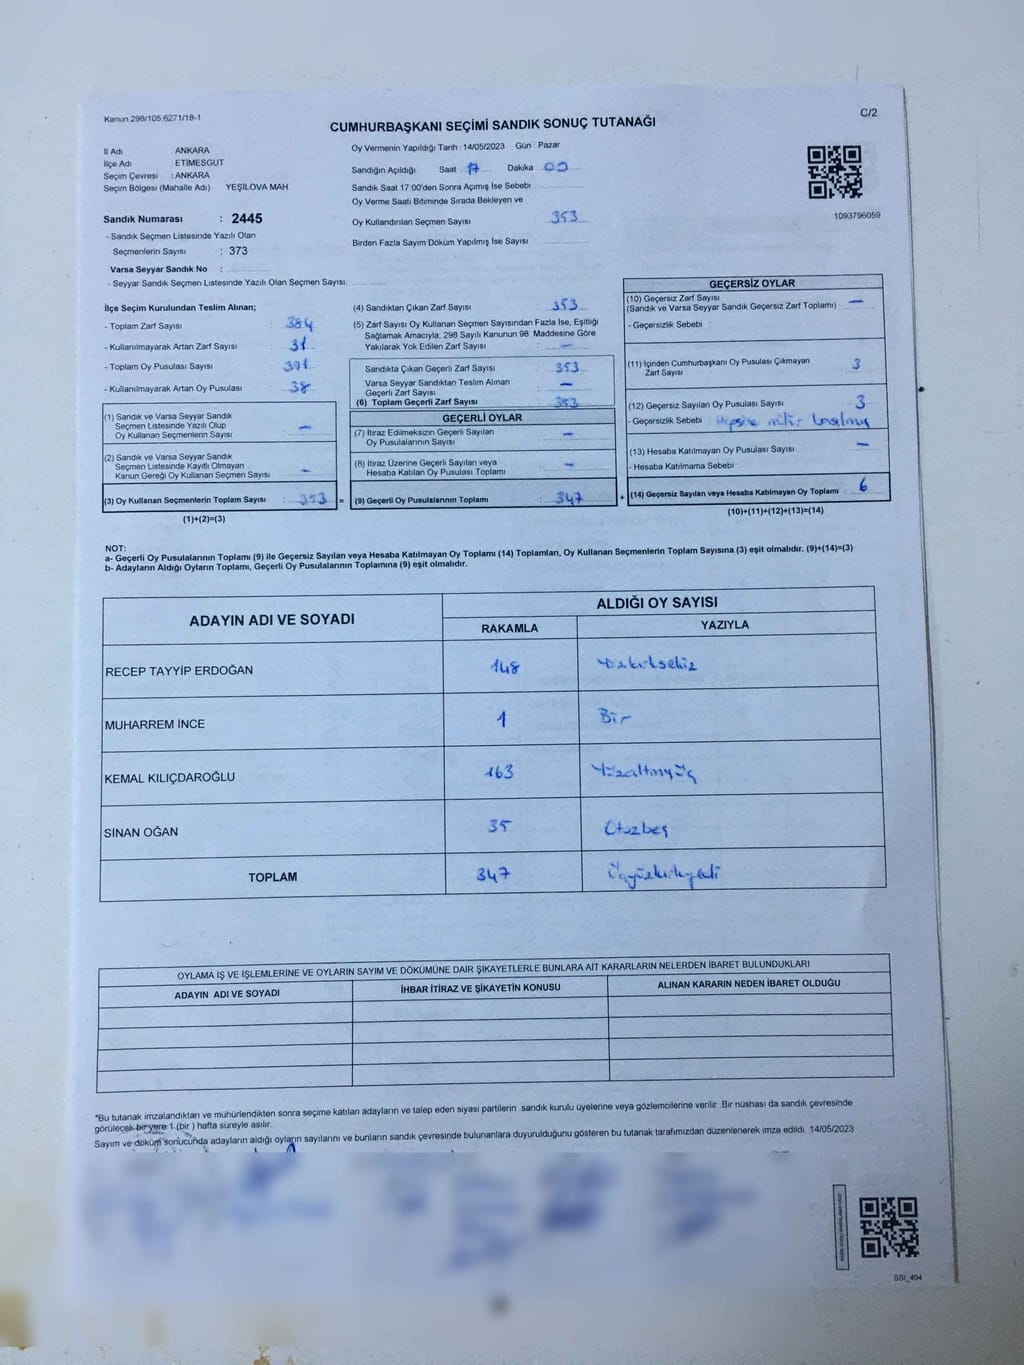 Kanun.298/105.6271/18-1
C/2
CUMHURBAŞKANI SEÇİMİ SANDIK SONUÇ TUTANAĞI
İl Adı : ANKARA
İlçe Adı : ETİMESGUT
Seçim Çevresi : ANKARA
Seçim Bölgesi (Mahalle Adı) YEŞİLOVA MAH
Sandık Numarası : 2445
- Sandık Seçmen Listesinde Yazılı Olan
Seçmenlerin Sayısı : 373
Varsa Seyyar Sandık No :
- Seyyar Sandık Seçmen Listesinde Yazılı Olan Seçmen Sayısı:
Oy Vermenin Yapıldığı Tarih : 14/05/2023 Gün : Pazar
Sandığın Açıldığı Saat 17 Dakika 00
Sandık Saat 17:00'den Sonra Açımış İse Sebebi
Oy Verme Saati Bitiminde Sırada Bekleyen ve
Oy Kullandırılan Seçmen Sayısı : 353
Birden Fazla Sayım Döküm Yapılmış İse Sayısı
1093796059
İlçe Seçim Kurulundan Teslim Alınan;
- Toplam Zarf Sayısı : 384
- Kullanılmayarak Artan Zarf Sayısı : 31
- Toplam Oy Pusulası Sayısı : 391
- Kullanılmayarak Artan Oy Pusulası : 38
(1) Sandık ve Varsa Seyyar Sandık
Seçmen Listesinde Yazılı Olup
Oy Kullanan Seçmenlerin Sayısı : —
(2) Sandık ve Varsa Seyyar Sandık
Seçmen Listesinde Kayıtlı Olmayan
Kanun Gereği Oy Kullanan Seçmen Sayısı : —
(3) Oy Kullanan Seçmenlerin Toplam Sayısı : 353 =
(1)+(2)=(3)
(4) Sandıktan Çıkan Zarf Sayısı : 353
(5) Zarf Sayısı Oy Kullanan Seçmen Sayısından Fazla İse, Eşitliği
Sağlamak Amacıyla, 298 Sayılı Kanunun 98. Maddesine Göre
Yakılarak Yok Edilen Zarf Sayısı : —
Sandıkta Çıkan Geçerli Zarf Sayısı : 353
Varsa Seyyar Sandıktan Teslim Alınan
Geçerli Zarf Sayısı : —
(6) Toplam Geçerli Zarf Sayısı : 353
GEÇERLİ OYLAR
(7) İtiraz Edilmeksizin Geçerli Sayılan
Oy Pusulalarının Sayısı : —
(8) İtiraz Üzerine Geçerli Sayılan veya
Hesaba Katılan Oy Pusulası Toplamı : —
(9) Geçerli Oy Pusulalarının Toplamı : 347 +
GEÇERSİZ OYLAR
(10) Geçersiz Zarf Sayısı
(Sandık ve Varsa Seyyar Sandık Geçersiz Zarf Toplamı) : —
- Geçersizlik Sebebi :
(11) İçinden Cumhurbaşkanı Oy Pusulası Çıkmayan
Zarf Sayısı : 3
(12) Geçersiz Sayılan Oy Pusulası Sayısı : 3
- Geçersizlik Sebebi : Hepsine mühür basılmış
(13) Hesaba Katılmayan Oy Pusulası Sayısı : —
- Hesaba Katılmama Sebebi :
(14) Geçersiz Sayılan veya Hesaba Katılmayan Oy Toplamı : 6
(10)+(11)+(12)+(13)=(14)
NOT:
a- Geçerli Oy Pusulalarının Toplamı (9) ile Geçersiz Sayılan veya Hesaba Katılmayan Oy Toplamı (14) Toplamları, Oy Kullanan Seçmenlerin Toplam Sayısına (3) eşit olmalıdır. (9)+(14)=(3)
b- Adayların Aldığı Oyların Toplamı, Geçerli Oy Pusulalarının Toplamına (9) eşit olmalıdır.
ADAYIN ADI VE SOYADI
ALDIĞI OY SAYISI
RAKAMLA YAZIYLA
RECEP TAYYİP ERDOĞAN 148 Yüzkırksekiz
MUHARREM İNCE 1 Bir
KEMAL KILIÇDAROĞLU 163 Yüzaltmışüç
SİNAN OĞAN 35 Otuzbeş
TOPLAM 347 Üçyüzkırkyedi
OYLAMA İŞ VE İŞLEMLERİNE VE OYLARIN SAYIM VE DÖKÜMÜNE DAİR ŞİKAYETLERLE BUNLARA AİT KARARLARIN NELERDEN İBARET BULUNDUKLARI
ADAYIN ADI VE SOYADI İHBAR İTİRAZ VE ŞİKAYETİN KONUSU ALINAN KARARIN NEDEN İBARET OLDUĞU
*Bu tutanak imzalandıktan ve mühürlendikten sonra seçime katılan adayların ve talep eden siyasi partilerin sandık kurulu üyelerine veya gözlemcilerine verilir. Bir nüshası da sandık çevresinde
görülecek bir yere 1 (bir ) hafta süreyle asılır.
Sayım ve döküm sonucunda adayların aldığı oyların sayılarını ve bunların sandık çevresinde bulunanlara duyurulduğunu gösteren bu tutanak tarafımızdan düzenlenerek imza edildi. 14/05/2023
SSI_404